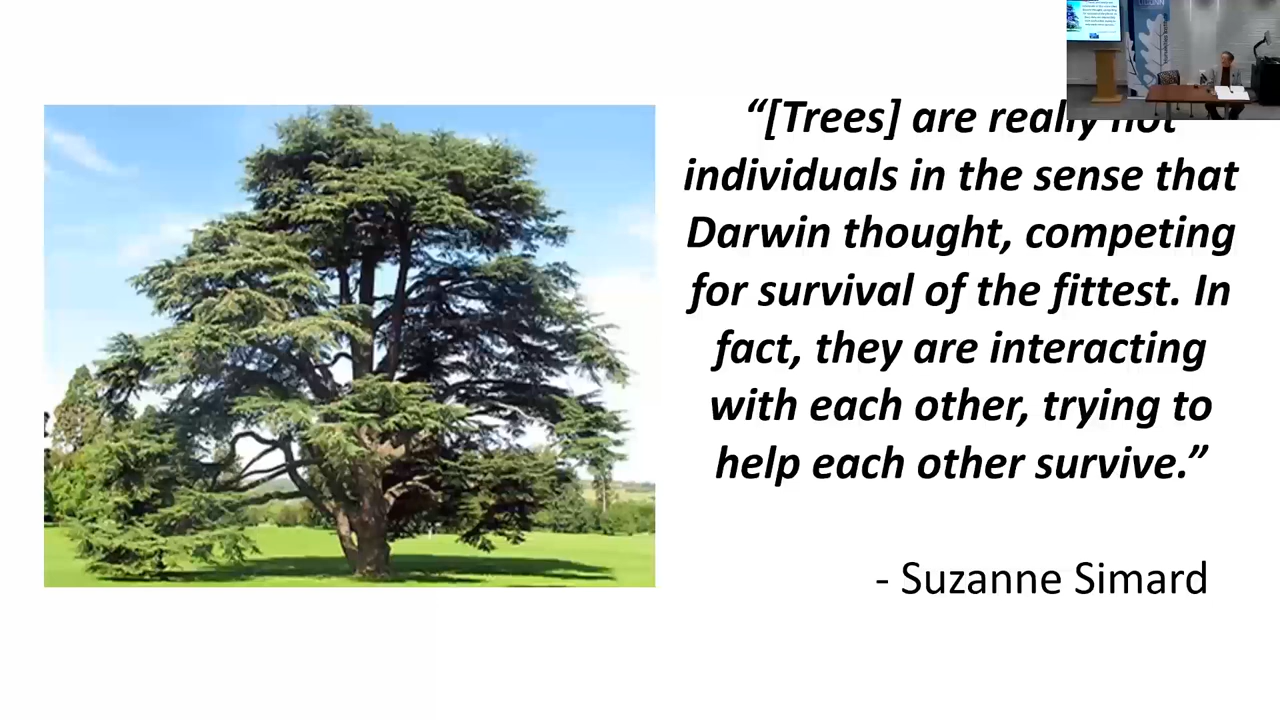 “[Trees] are really not
individuals in the sense that
Darwin thought, competing
for survival of the fittest. In
fact, they are interacting
with each other, trying to
help each other survive.”
- Suzanne Simard